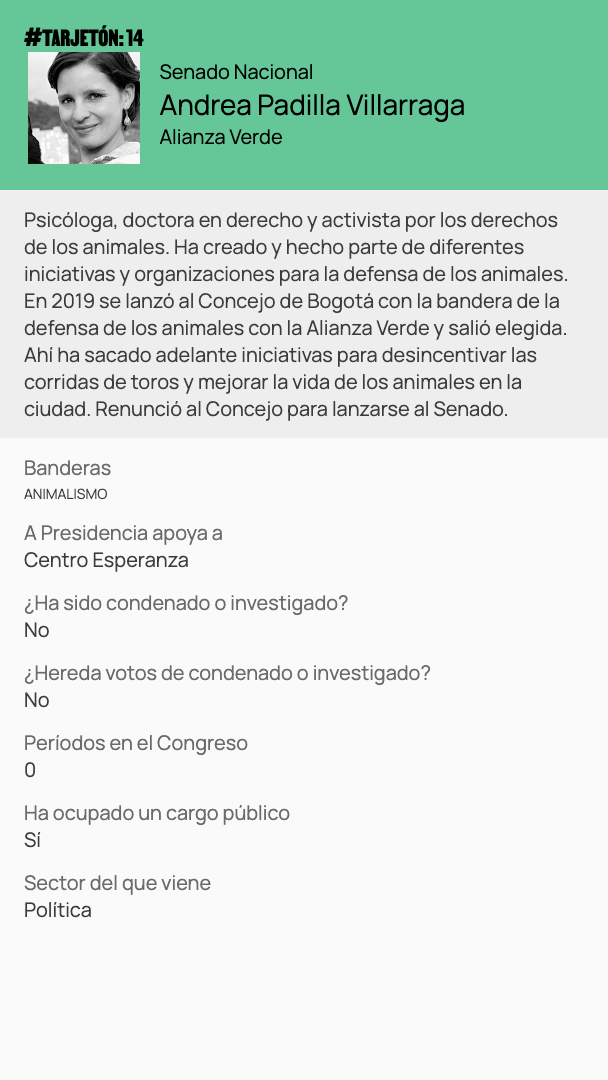 #TARJETÓN: 14
Senado Nacional
Andrea Padilla Villarraga
Alianza Verde
Psicóloga, doctora en derecho y activista por los derechos
de los animales. Ha creado y hecho parte de diferentes
iniciativas y organizaciones para la defensa de los animales.
En 2019 se lanzó al Concejo de Bogotá con la bandera de la
defensa de los animales con la Alianza Verde y salió elegida.
Ahí ha sacado adelante iniciativas para desincentivar las
corridas de toros y mejorar la vida de los animales en la
ciudad. Renunció al Concejo para lanzarse al Senado.
Banderas
ANIMALISMO
A Presidencia apoya a
Centro Esperanza
¿Ha sido condenado o investigado?
No
¿Hereda votos de condenado o investigado?
No
Períodos en el Congreso
0
Ha ocupado un cargo público
Sí
Sector del que viene
Política